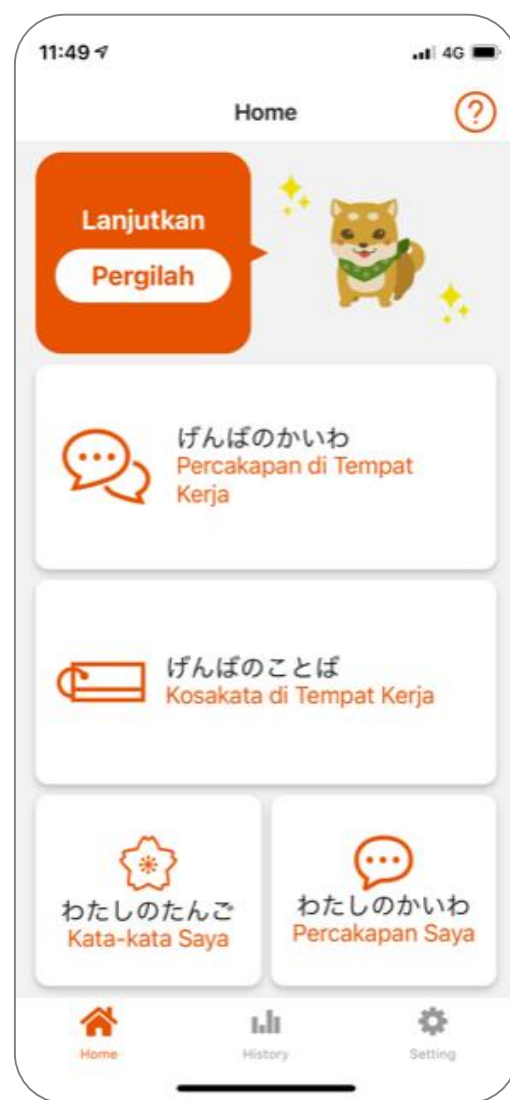 11:49
4G
Home
?
Lanjutkan
Pergilah
げんばのかいわ
Percakapan di Tempat
Kerja
げんばのことば
Kosakata di Tempat Kerja
わたしのたんご
Kata-kata Saya
わたしのかいわ
Percakapan Saya
Home
History
Setting